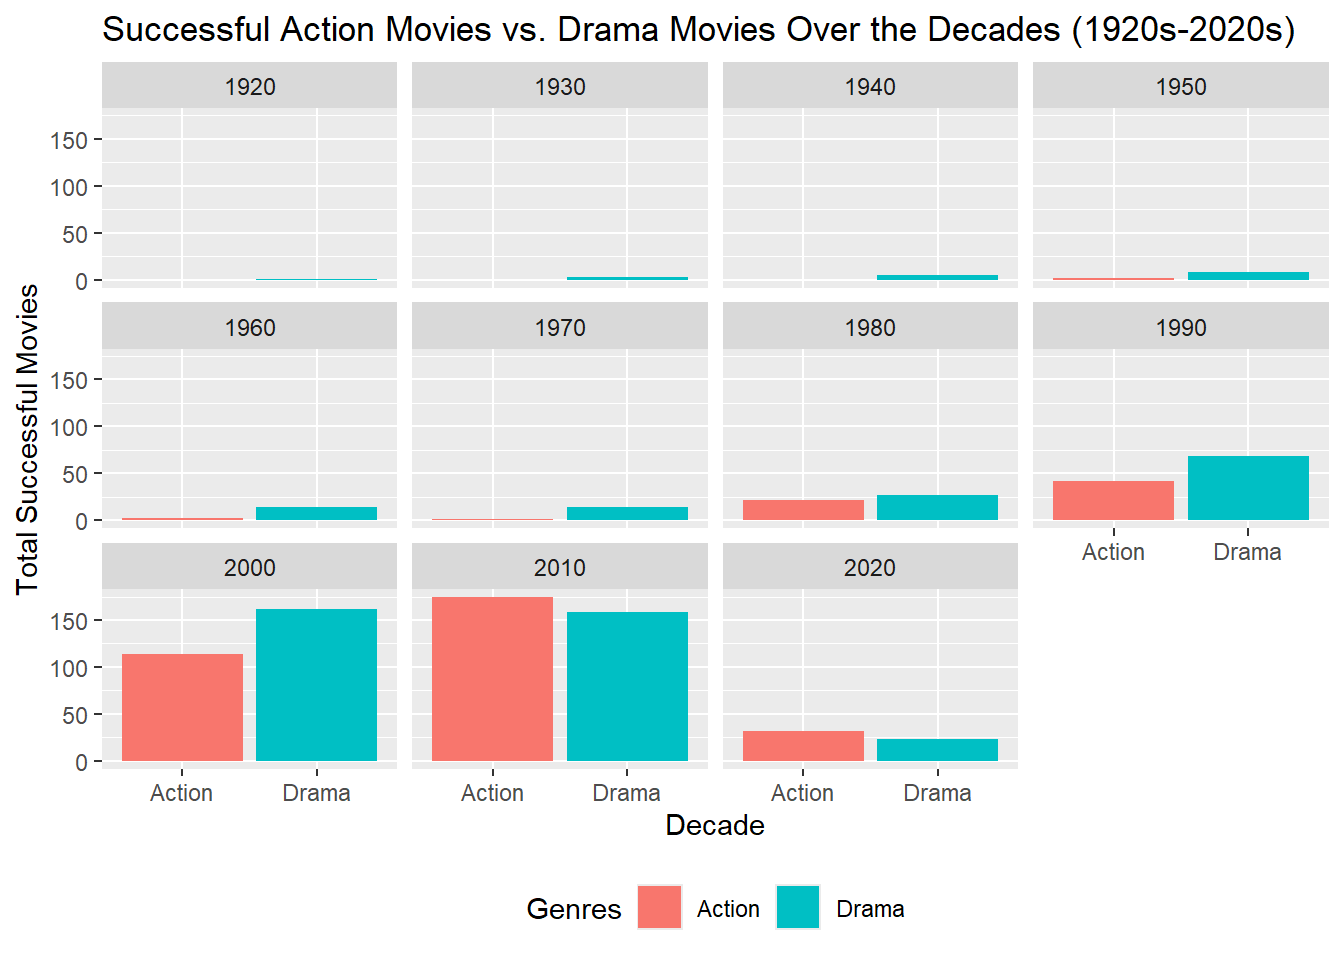 Successful Action Movies vs. Drama Movies Over the Decades (1920s-2020s)
1920 1930 1940 1950
150
100
50
0
1960 1970 1980 1990
150
100
50
0
Action Drama
2000 2010 2020
150
100
50
0
Action Drama Action Drama Action Drama
Total Successful Movies
Decade
Genres Action Drama